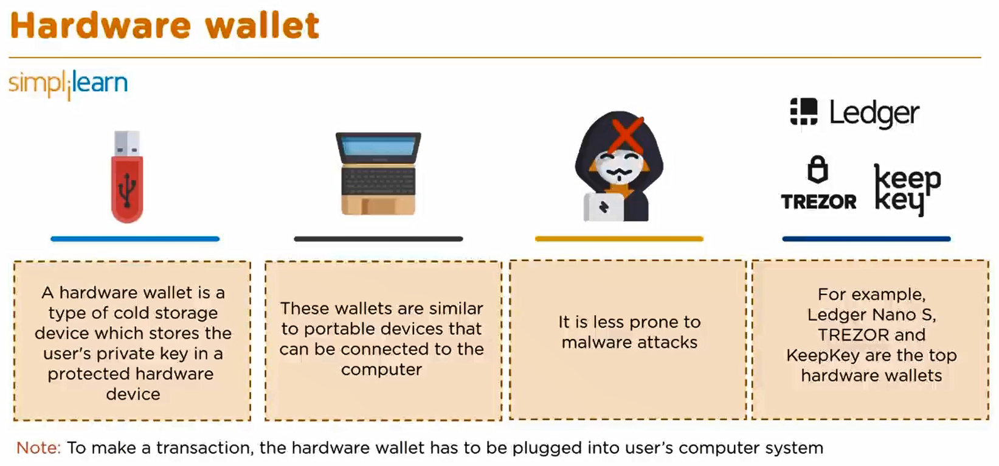 Hardware wallet
simplilearn
Ledger
TREZOR
keep
key
A hardware wallet is a
type of cold storage
device which stores the
user's private key in a
protected hardware
device
These wallets are similar
to portable devices that
can be connected to the
computer
It is less prone to
malware attacks
For example,
Ledger Nano S,
TREZOR and
KeepKey are the top
hardware wallets
Note: To make a transaction, the hardware wallet has to be plugged into user's computer system